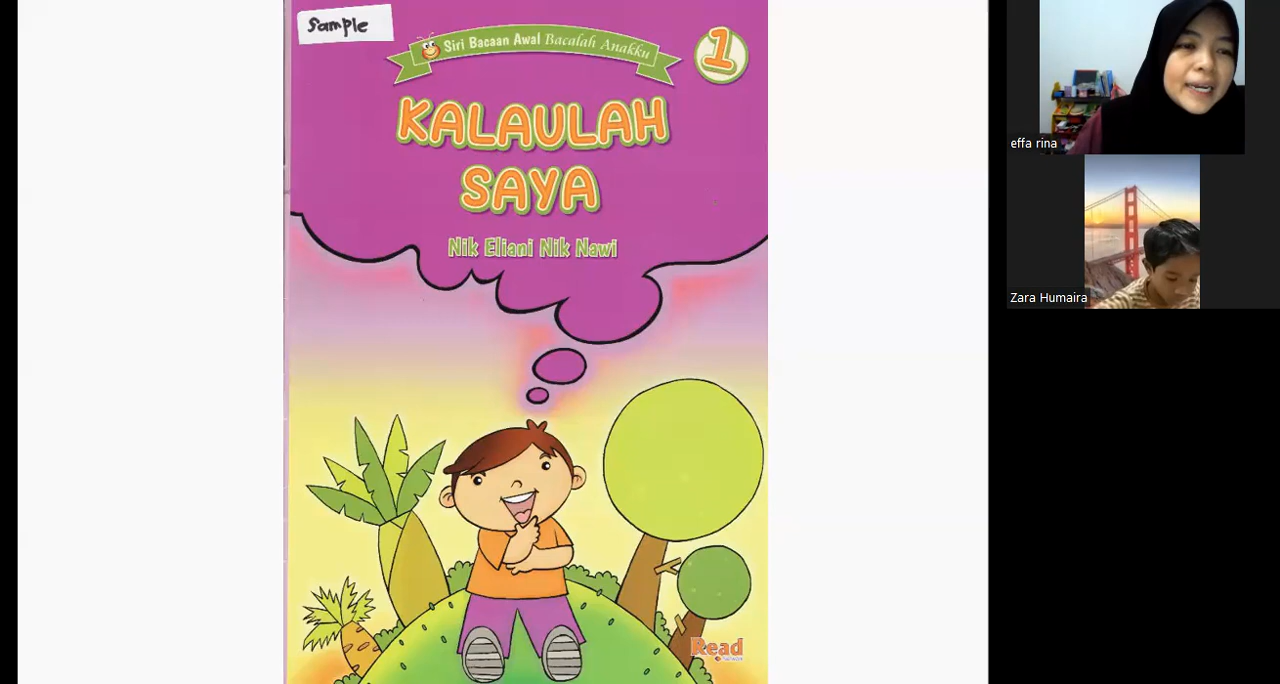 Sample
Siri Bacaan Awal Bacalah Anakku
1
KALAULAH
SAYA
Nik Eliani Nik Nawi
Read
effa rina
Zara Humaira